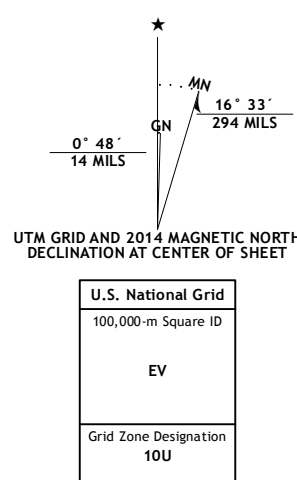 MN
16° 33´
294 MILS
GN
0° 48´
14 MILS
UTM GRID AND 2014 MAGNETIC NORTH
DECLINATION AT CENTER OF SHEET
U.S. National Grid
100,000-m Square ID
EV
Grid Zone Designation
10U